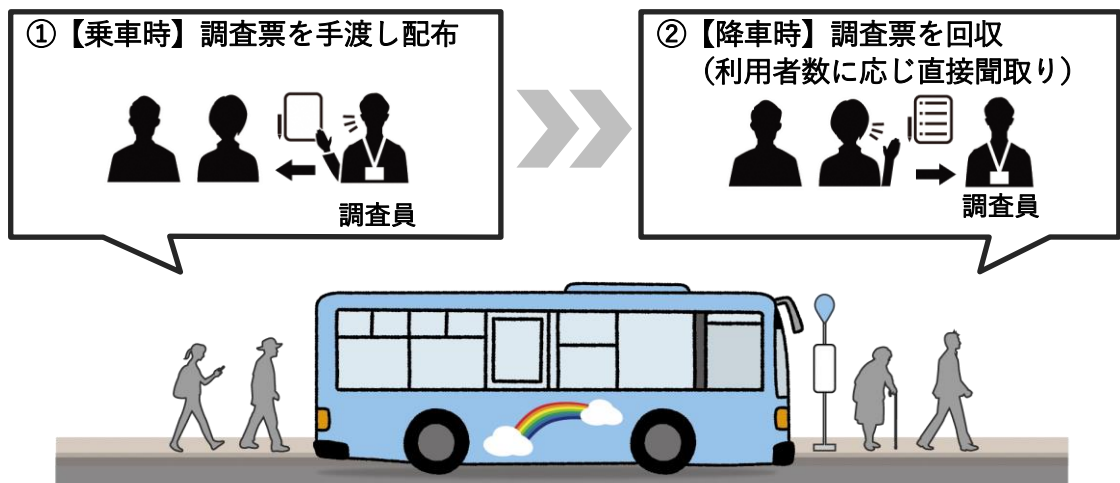 ①【乗車時】調査票を手渡し配布
調査員
②【降車時】調査票を回収
（利用者数に応じ直接聞取り）
調査員